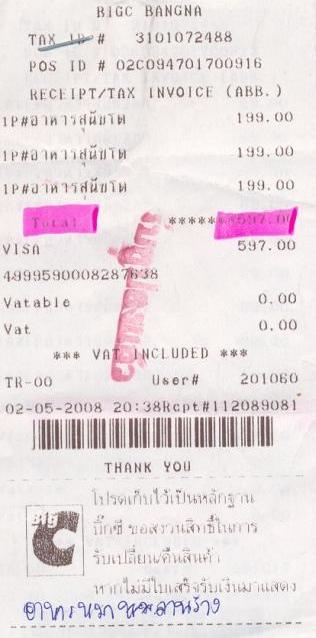 BIGC BANGNA
TAX ID # 3101072488
POS ID # 02C094701700916
RECEIPT/TAX INVOICE (ABB.)
1P#อาหารสุนัขโต 199.00
1P#อาหารสุนัขโต 199.00
1P#อาหารสุนัขโต 199.00
Total ******597.00
VISA 597.00
4999590008287638
Vatable 0.00
Vat 0.00
*** VAT INCLUDED ***
TR-00 User# 201060
02-05-2008 20:38Rcpt#112089081
THANK YOU
Big C
โปรดเก็บไว้เป็นหลักฐาน
บิ๊กซี ขอสงวนสิทธิ์ในการ
รับเปลี่ยน/คืนสินค้า
หากไม่มีใบเสร็จรับเงินมาแสดง